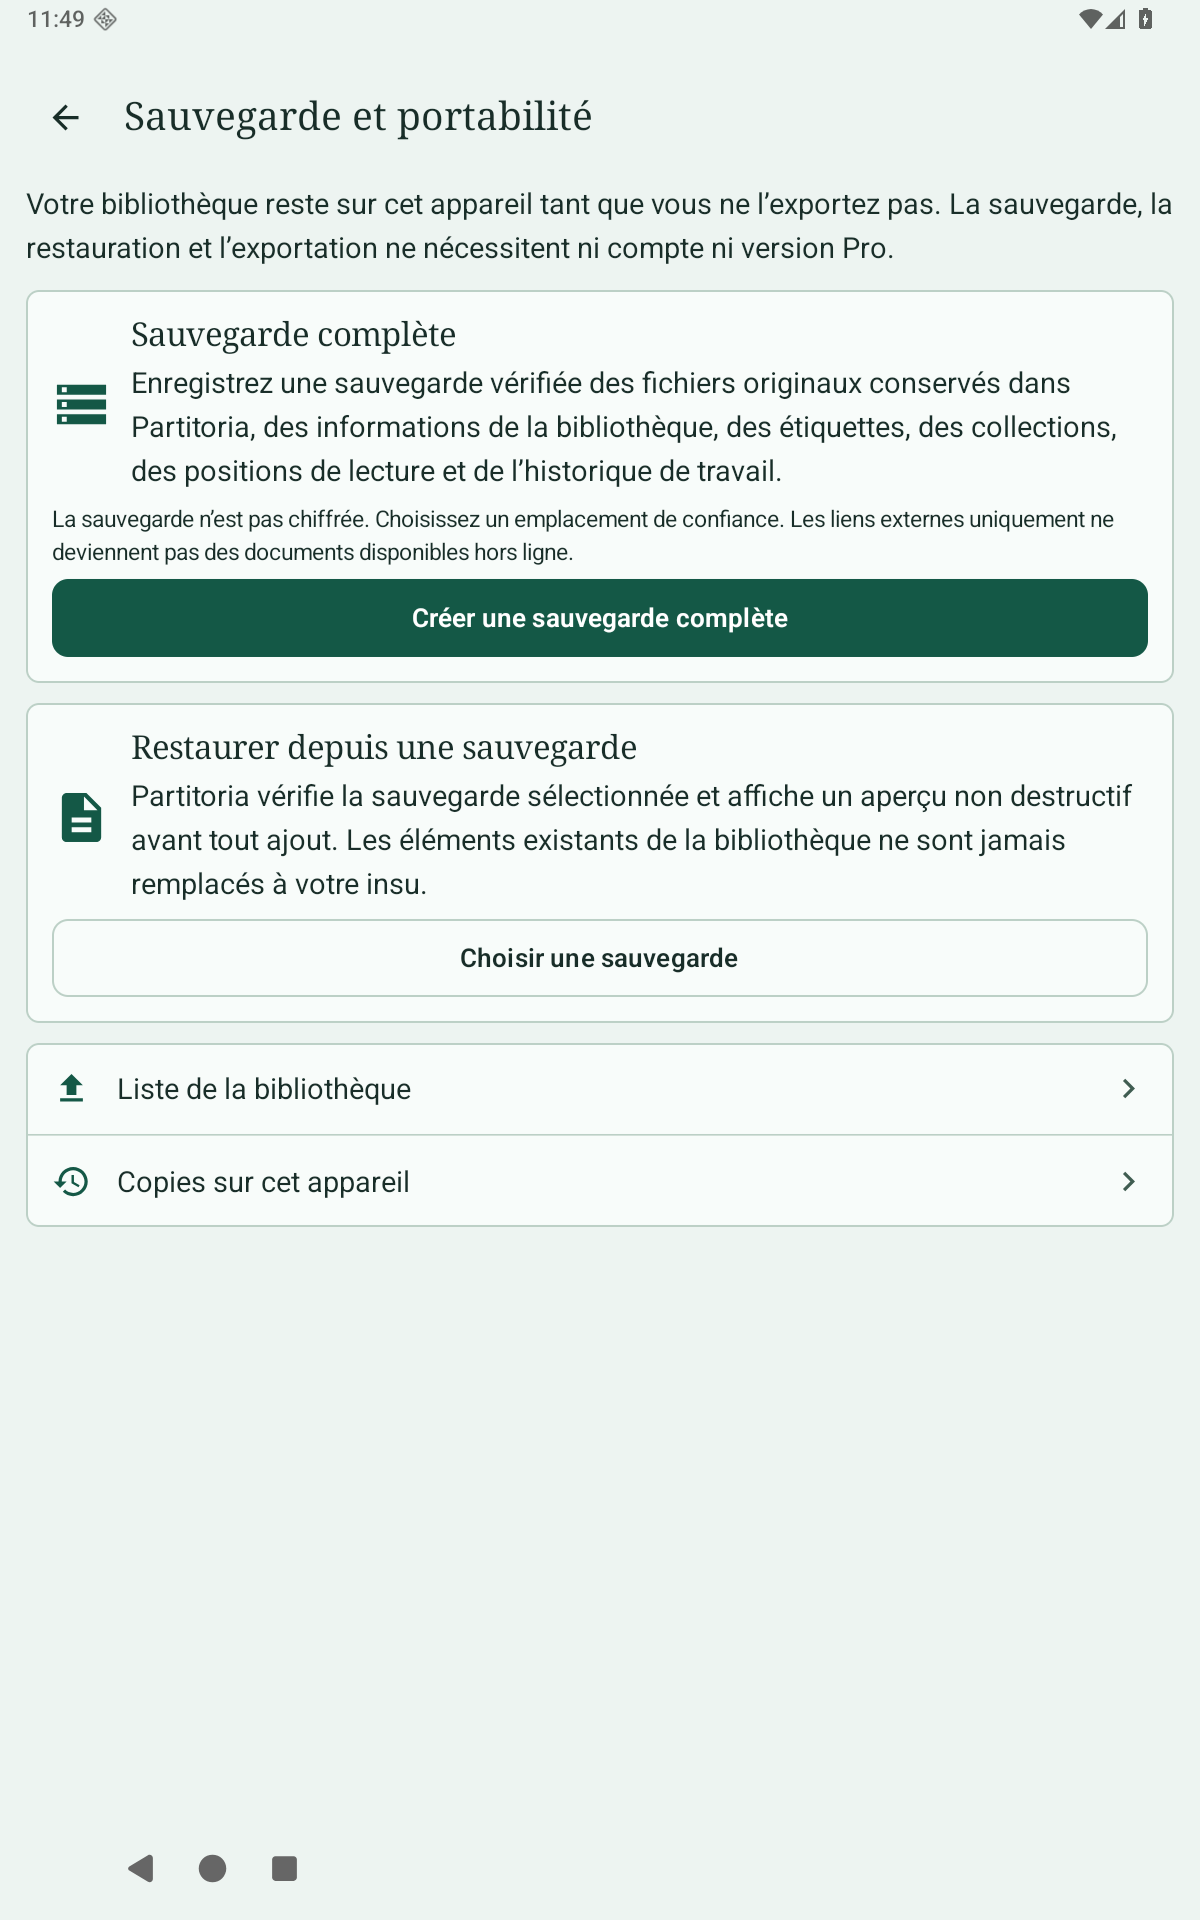 11:49
Sauvegarde et portabilité
Votre bibliothèque reste sur cet appareil tant que vous ne l’exportez pas. La sauvegarde, la
restauration et l’exportation ne nécessitent ni compte ni version Pro.
Sauvegarde complète
Enregistrez une sauvegarde vérifiée des fichiers originaux conservés dans
Partitoria, des informations de la bibliothèque, des étiquettes, des collections,
des positions de lecture et de l’historique de travail.
La sauvegarde n’est pas chiffrée. Choisissez un emplacement de confiance. Les liens externes uniquement ne
deviennent pas des documents disponibles hors ligne.
Créer une sauvegarde complète
Restaurer depuis une sauvegarde
Partitoria vérifie la sauvegarde sélectionnée et affiche un aperçu non destructif
avant tout ajout. Les éléments existants de la bibliothèque ne sont jamais
remplacés à votre insu.
Choisir une sauvegarde
Liste de la bibliothèque
Copies sur cet appareil